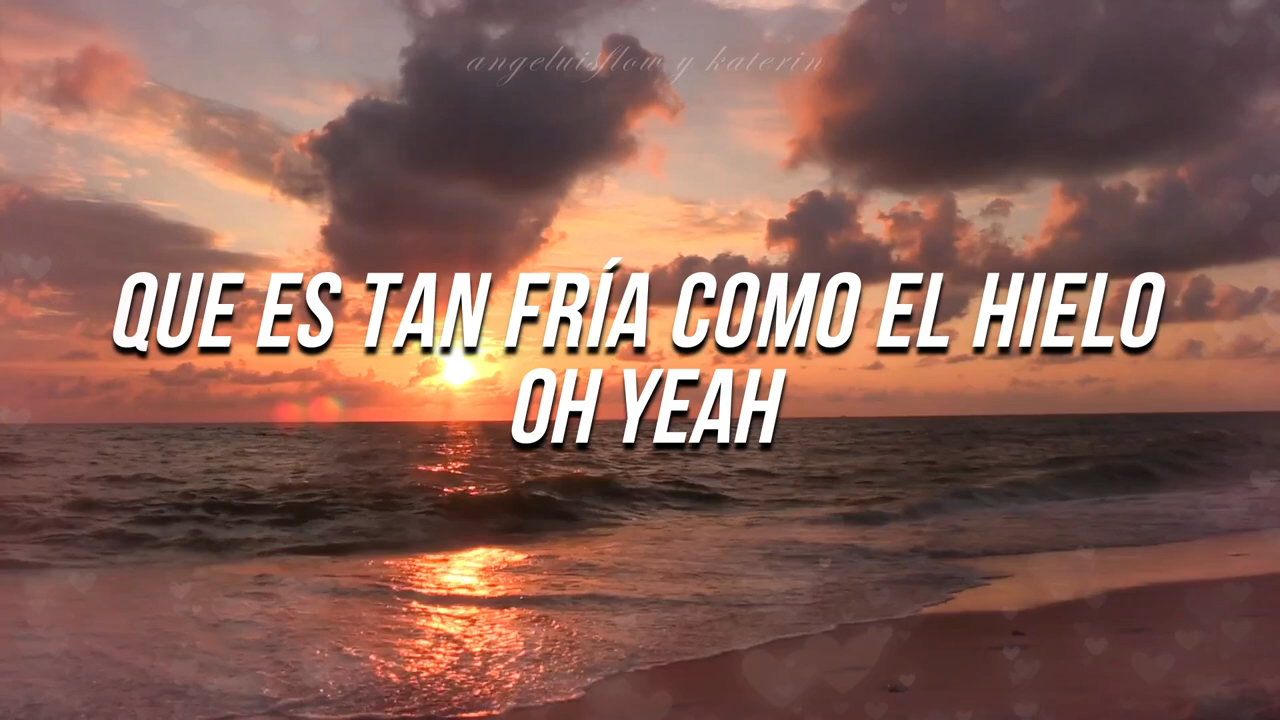 angeluisflow y katerin
QUE ES TAN FRÍA COMO EL HIELO
OH YEAH